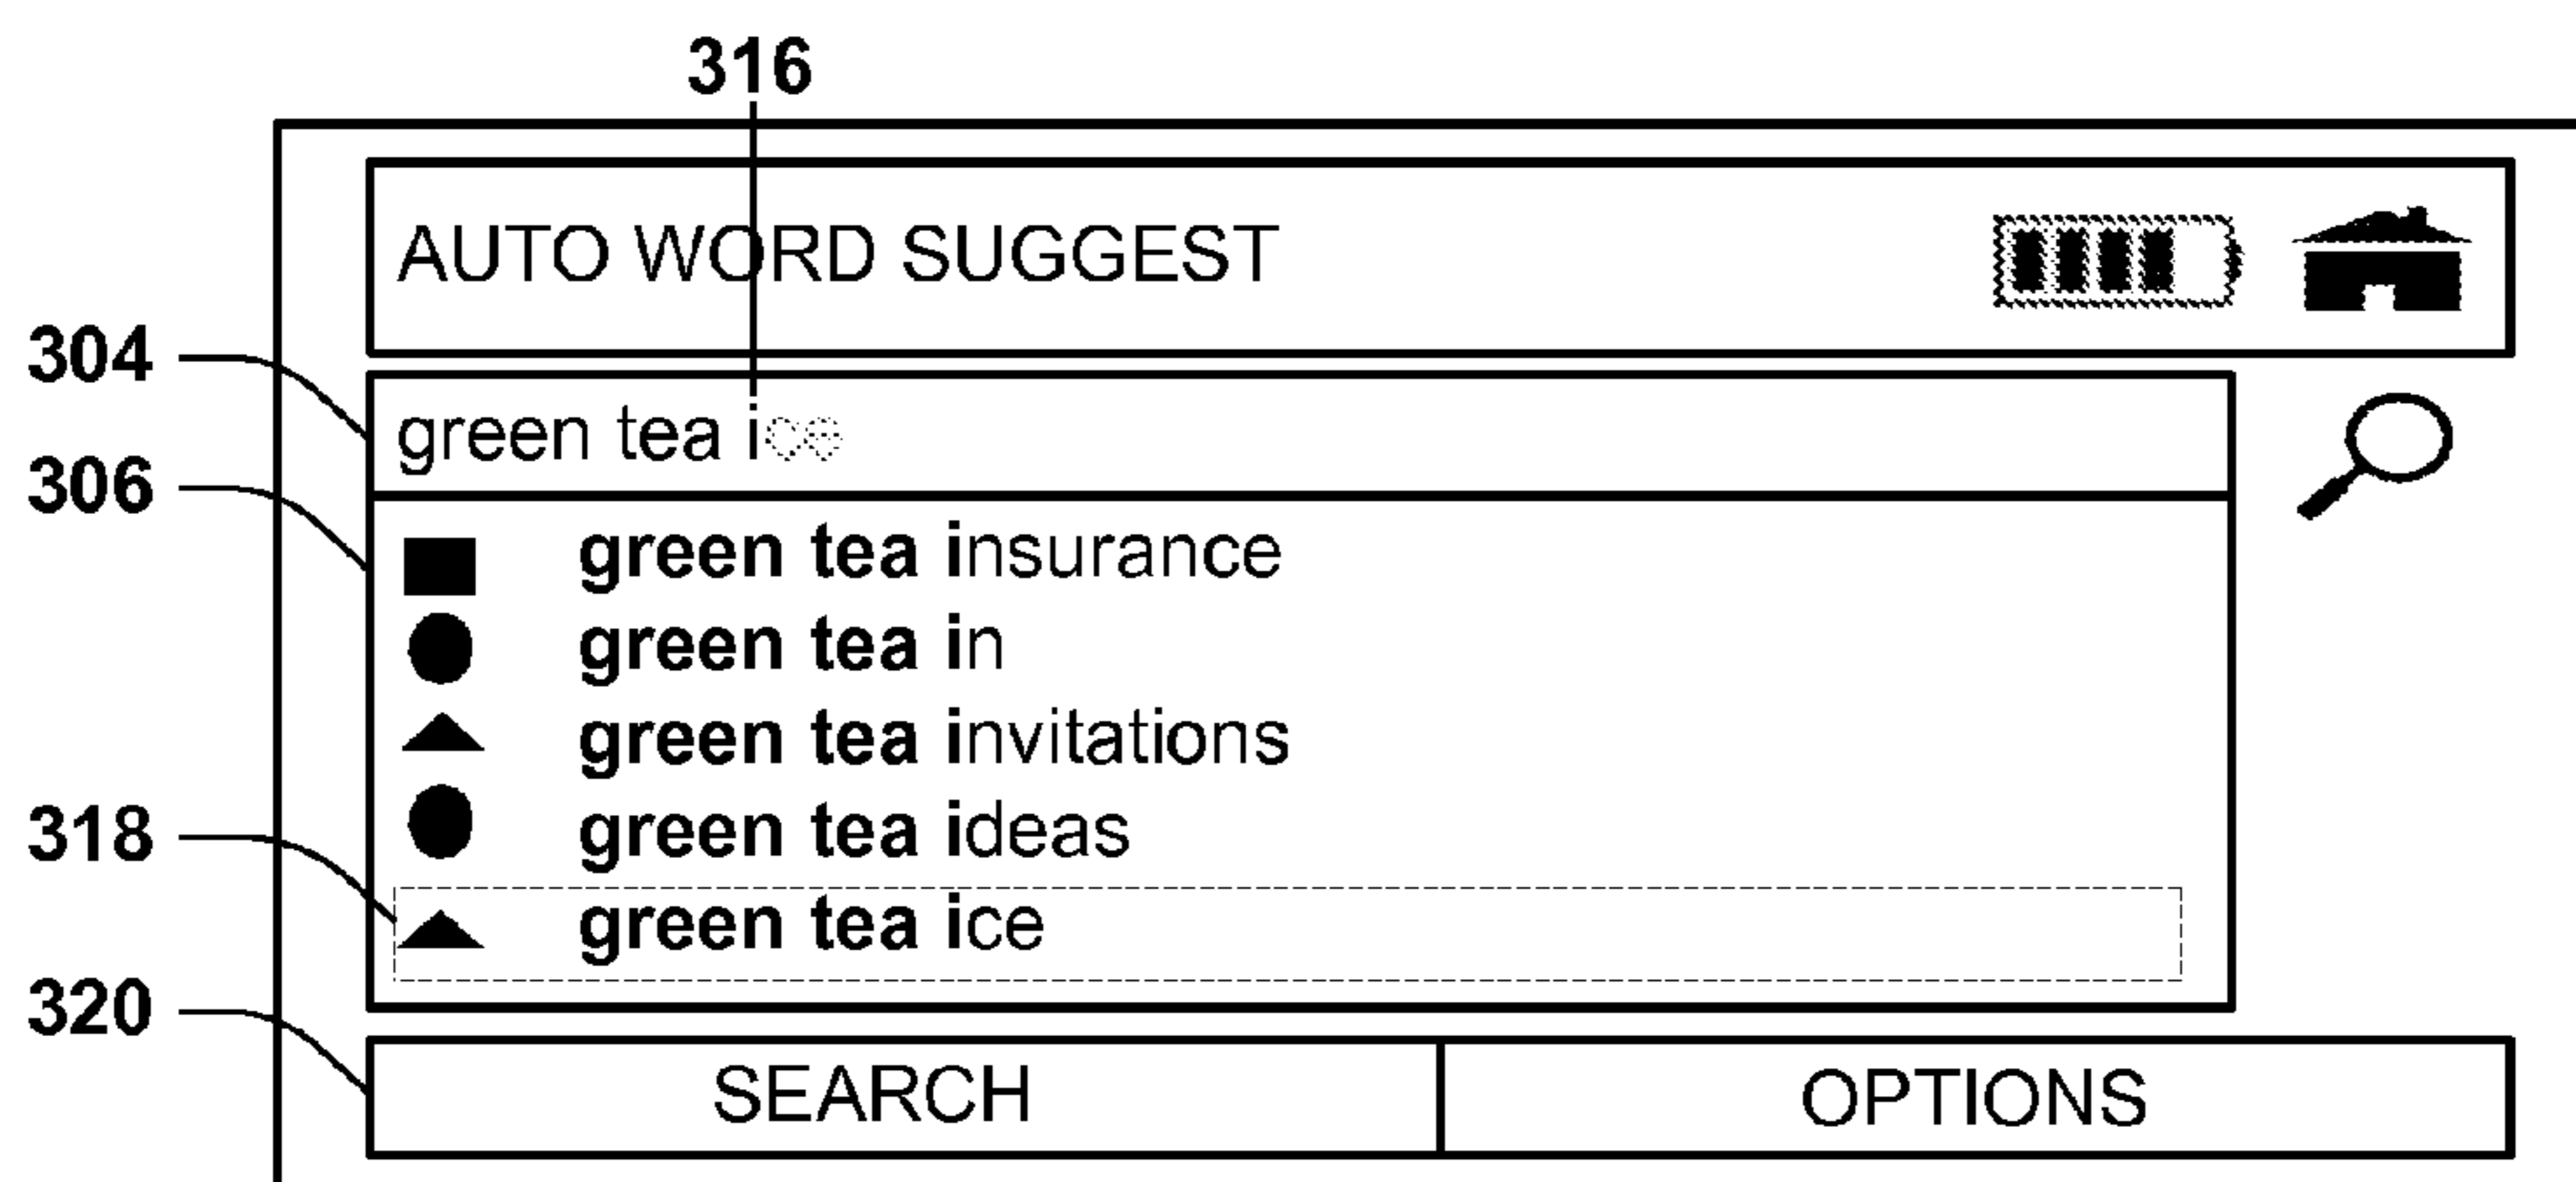 316
AUTO WORD SUGGEST
304
green tea ice
306
green tea insurance
green tea in
green tea invitations
green tea ideas
318
green tea ice
320
SEARCH OPTIONS